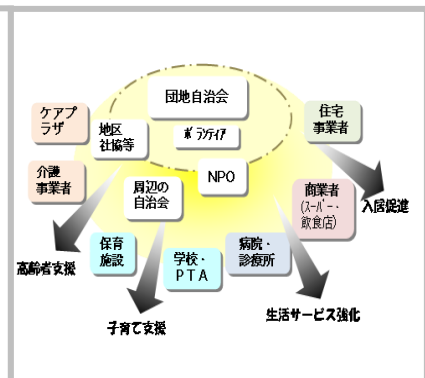 団地自治会
ボランティア
ケアプ
ラザ
地区
社協等
住宅
事業者
介護
事業者
周辺の
自治会
NPO
商業者
(スーパー・
飲食店)
入居促進
保育
施設
学校・
PTA
病院・
診療所
高齢者支援
子育て支援
生活サービス強化